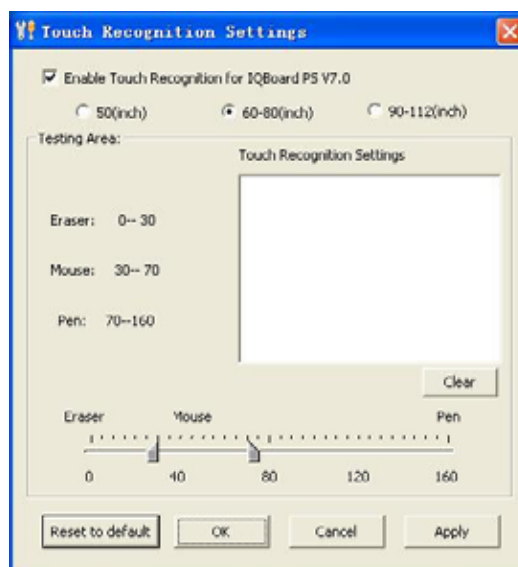 Touch Recognition Settings
Enable Touch Recognition for IQBoard PS V7.0
50(inch) 60-80(inch) 90-112(inch)
Testing Area:
Touch Recognition Settings
Eraser: 0-- 30
Mouse: 30-- 70
Pen: 70--160
Clear
Eraser Mouse Pen
0 40 80 120 160
Reset to default OK Cancel Apply